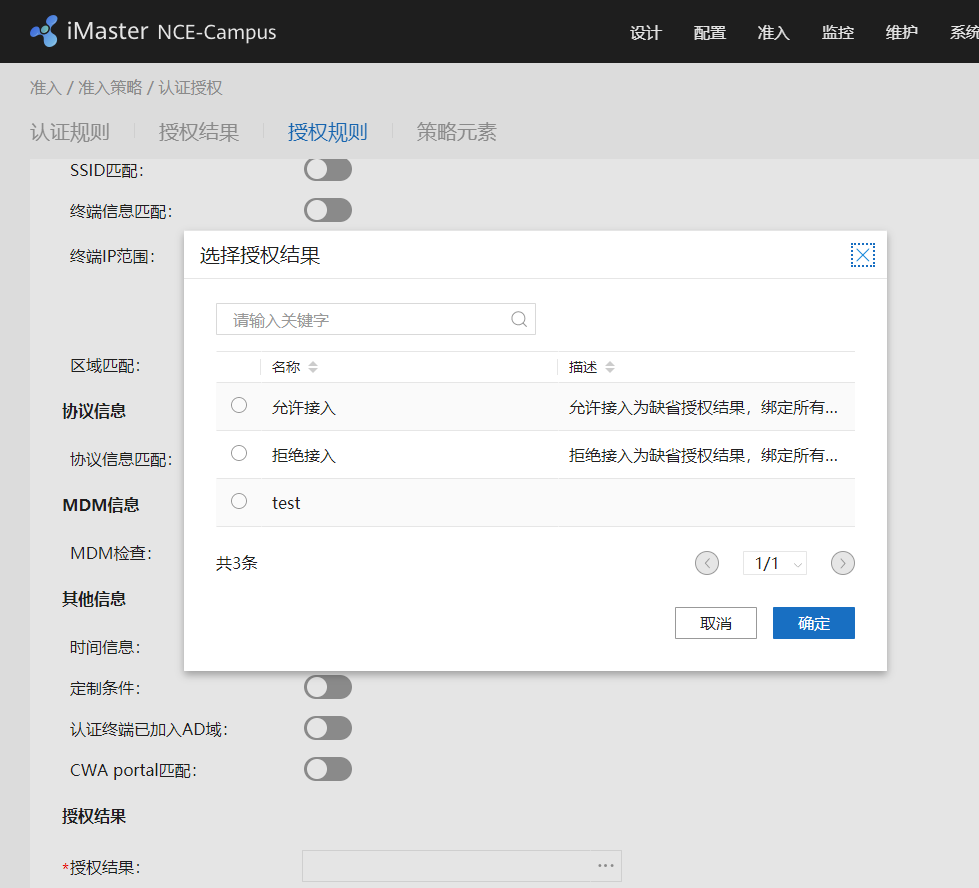 iMaster NCE-Campus
设计 配置 准入 监控 维护 系统
准入 / 准入策略 / 认证授权
认证规则 授权结果 授权规则 策略元素
SSID匹配:
终端信息匹配:
终端IP范围:
选择授权结果
请输入关键字
区域匹配:
名称 描述
协议信息
允许接入 允许接入为缺省授权结果，绑定所有...
协议信息匹配:
拒绝接入 拒绝接入为缺省授权结果，绑定所有...
MDM信息
test
MDM检查:
共3条 1/1
其他信息
取消 确定
时间信息:
定制条件:
认证终端已加入AD域:
CWA portal匹配:
授权结果
*授权结果: ...